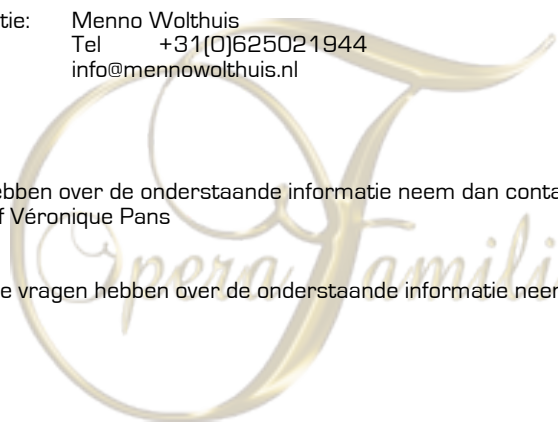 tie: Menno Wolthuis
Tel +31(0)625021944
info@mennowolthuis.nl
ebben over de onderstaande informatie neem dan conta
f Véronique Pans
Opera Famili
e vragen hebben over de onderstaande informatie neer